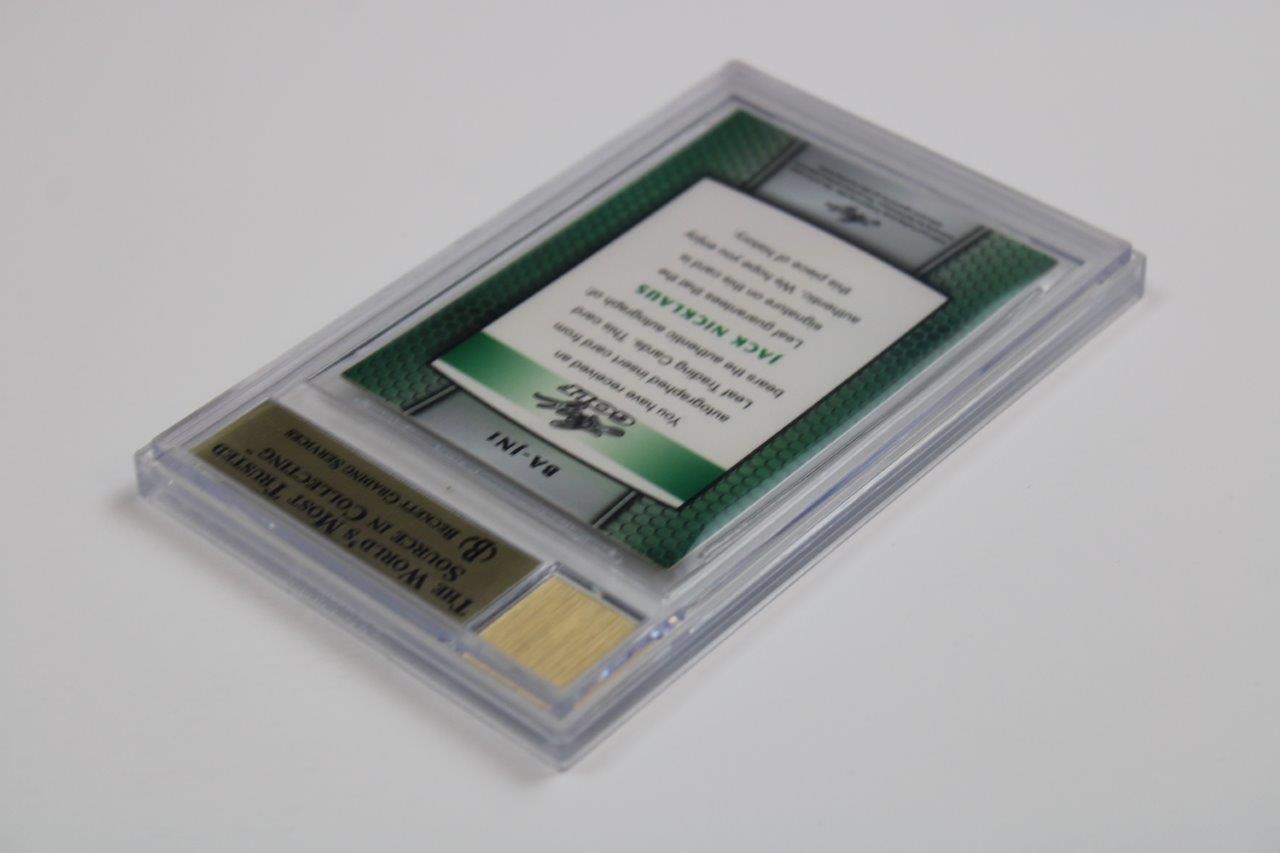 THE WORLD'S MOST TRUSTED
SOURCE IN COLLECTING™
BECKETT GRADING SERVICES
BA-JN1
You have received an
autographed insert card from
Leaf Trading Cards. This card
bears the authentic autograph of:
JACK NICKLAUS
Leaf guarantees that the
signature on this card is
authentic. We hope you enjoy
this piece of history.